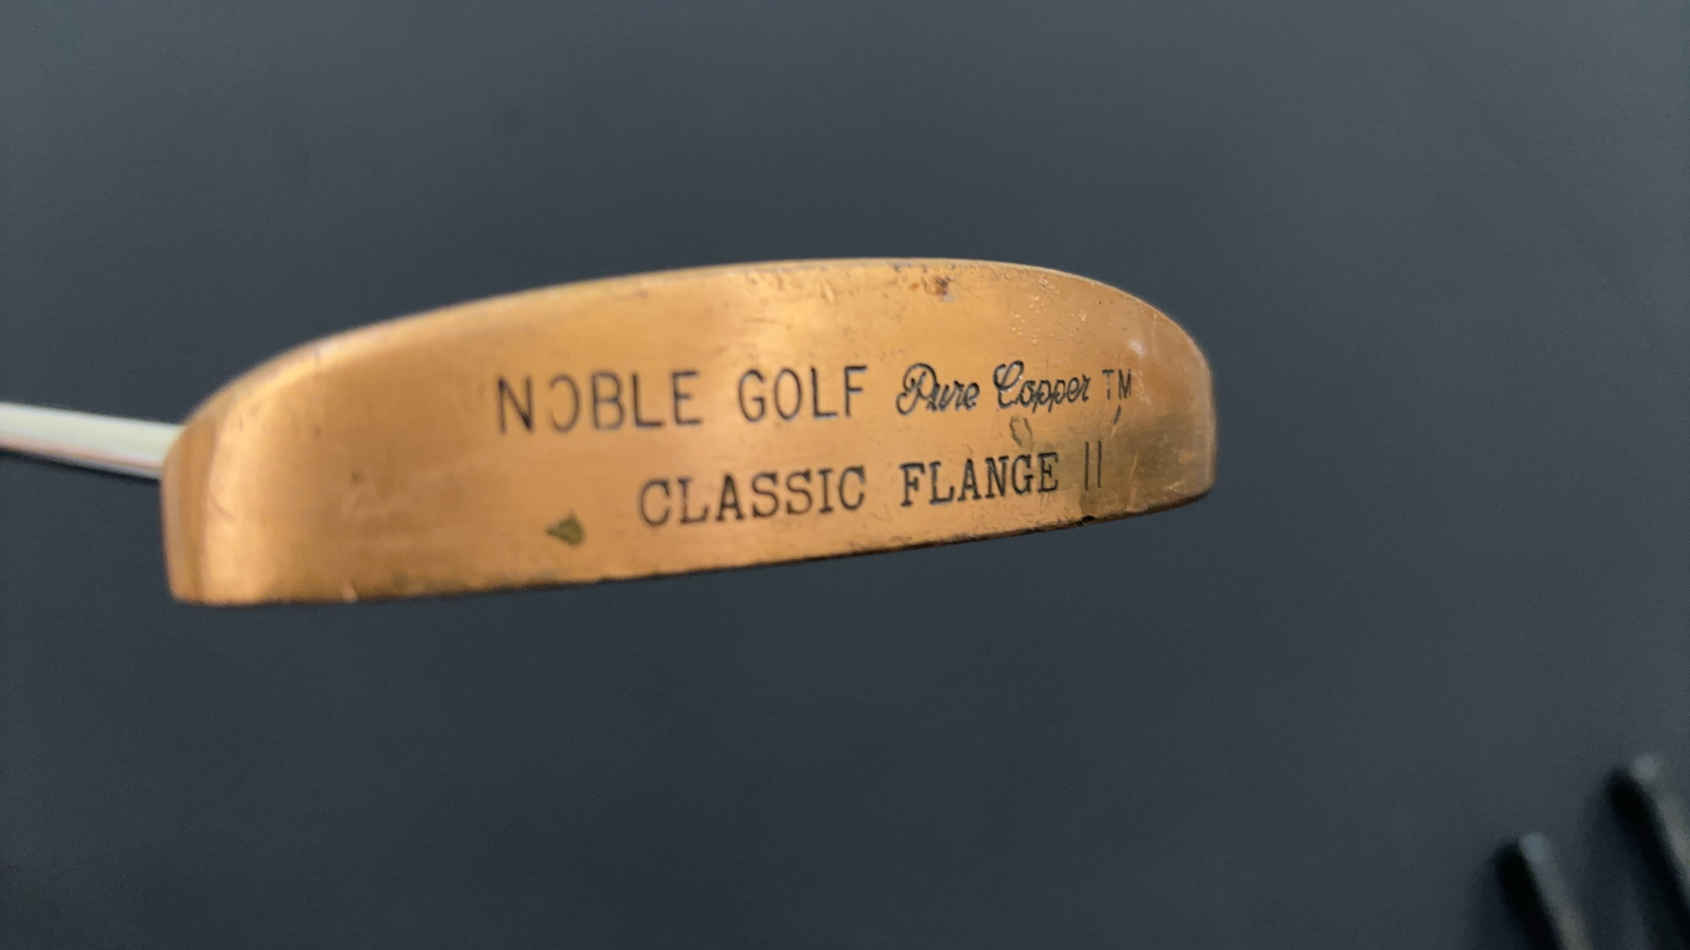 NOBLE GOLF Pure Copper TM
CLASSIC FLANGE II